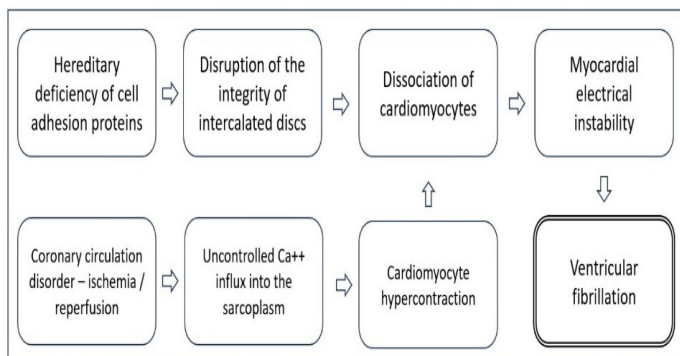 Hereditary
deficiency of cell
adhesion proteins
Disruption of the
integrity of
intercalated discs
Dissociation of
cardiomyocytes
Myocardial
electrical
instability
Coronary circulation
disorder – ischemia /
reperfusion
Uncontrolled Ca++
influx into the
sarcoplasm
Cardiomyocyte
hypercontraction
Ventricular
fibrillation